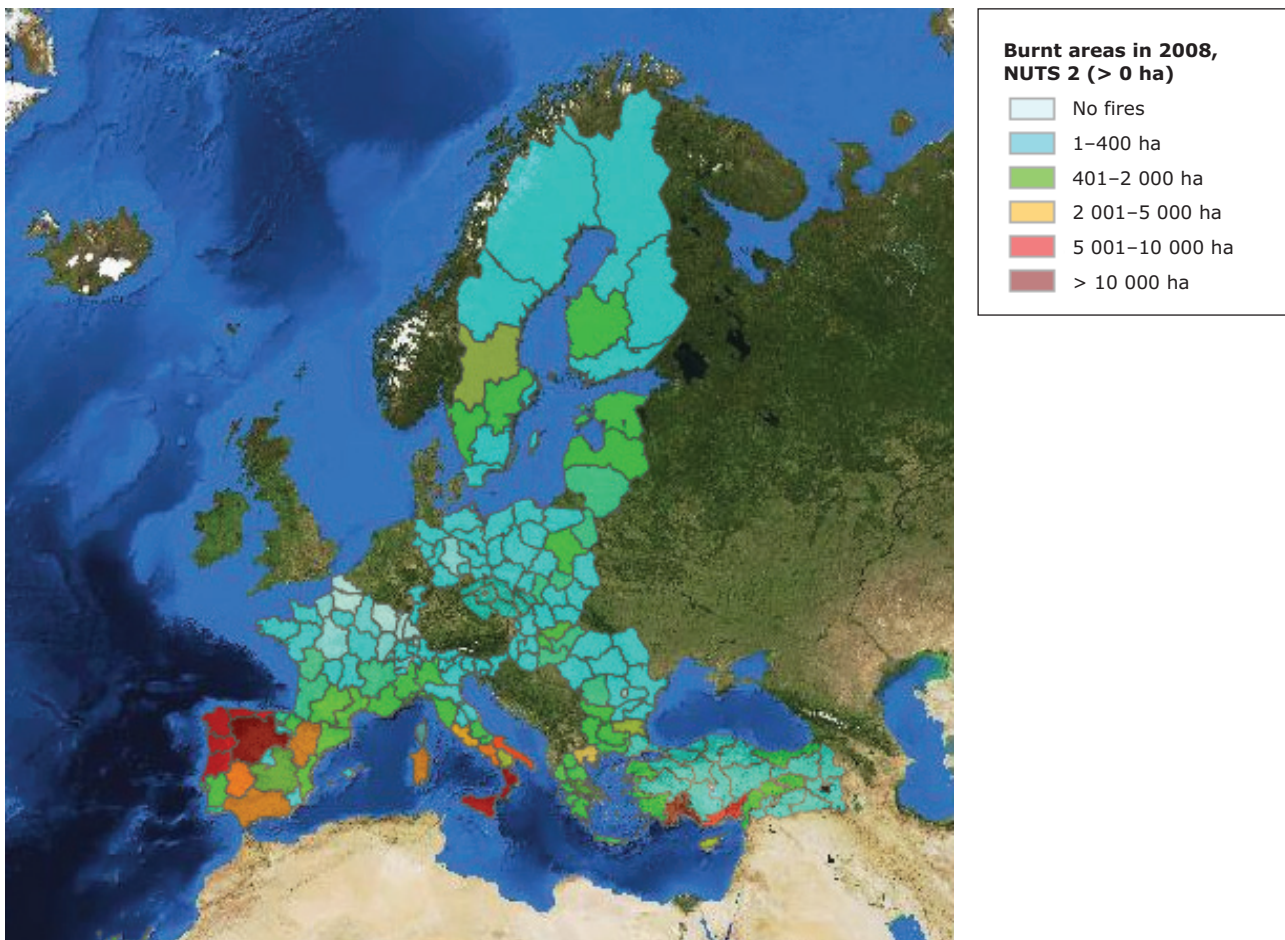 Burnt areas in 2008,
NUTS 2 (> 0 ha)
No fires
1–400 ha
401–2 000 ha
2 001–5 000 ha
5 001–10 000 ha
> 10 000 ha